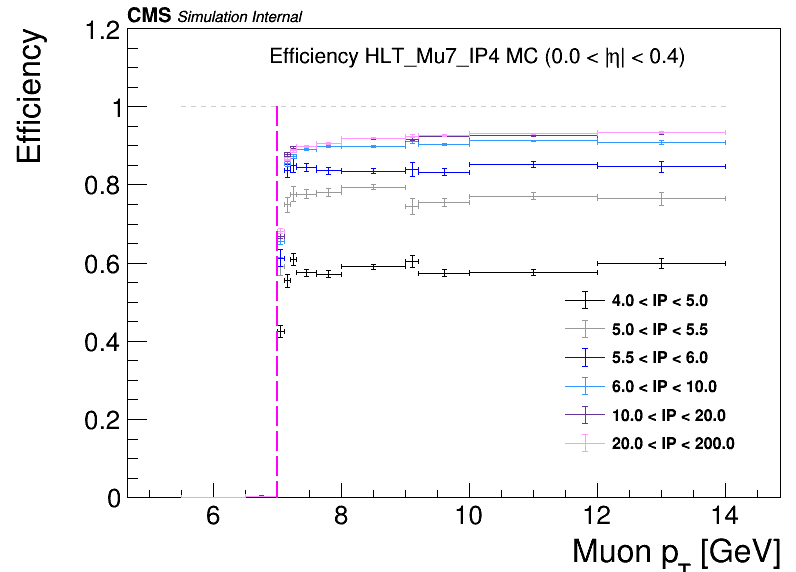 CMS Simulation Internal
Efficiency HLT_Mu7_IP4 MC (0.0 < |η| < 0.4)
Efficiency
1.2
1
0.8
0.6
0.4
0.2
0
4.0 < IP < 5.0
5.0 < IP < 5.5
5.5 < IP < 6.0
6.0 < IP < 10.0
10.0 < IP < 20.0
20.0 < IP < 200.0
6 8 10 12 14
Muon p_T [GeV]